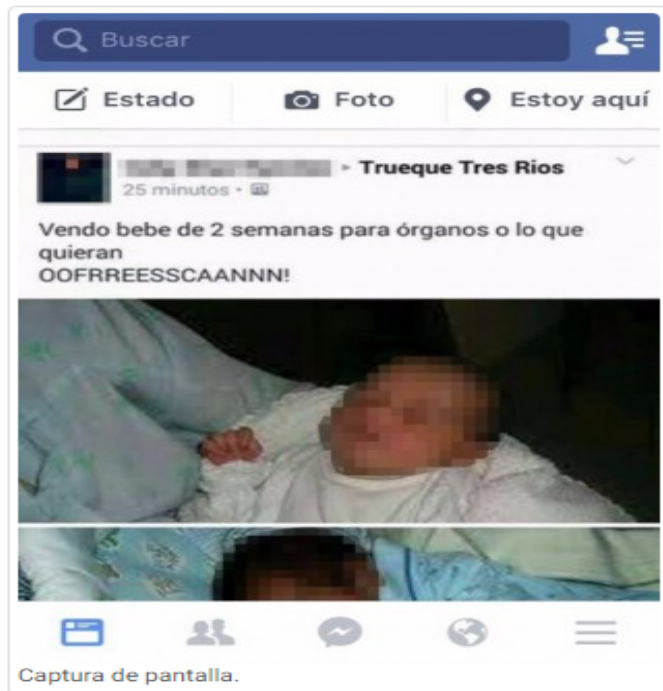 Buscar
Estado Foto Estoy aquí
Trueque Tres Rios
25 minutos
Vendo bebe de 2 semanas para órganos o lo que
quieran
OOFRREESSCAANNN!
Captura de pantalla.